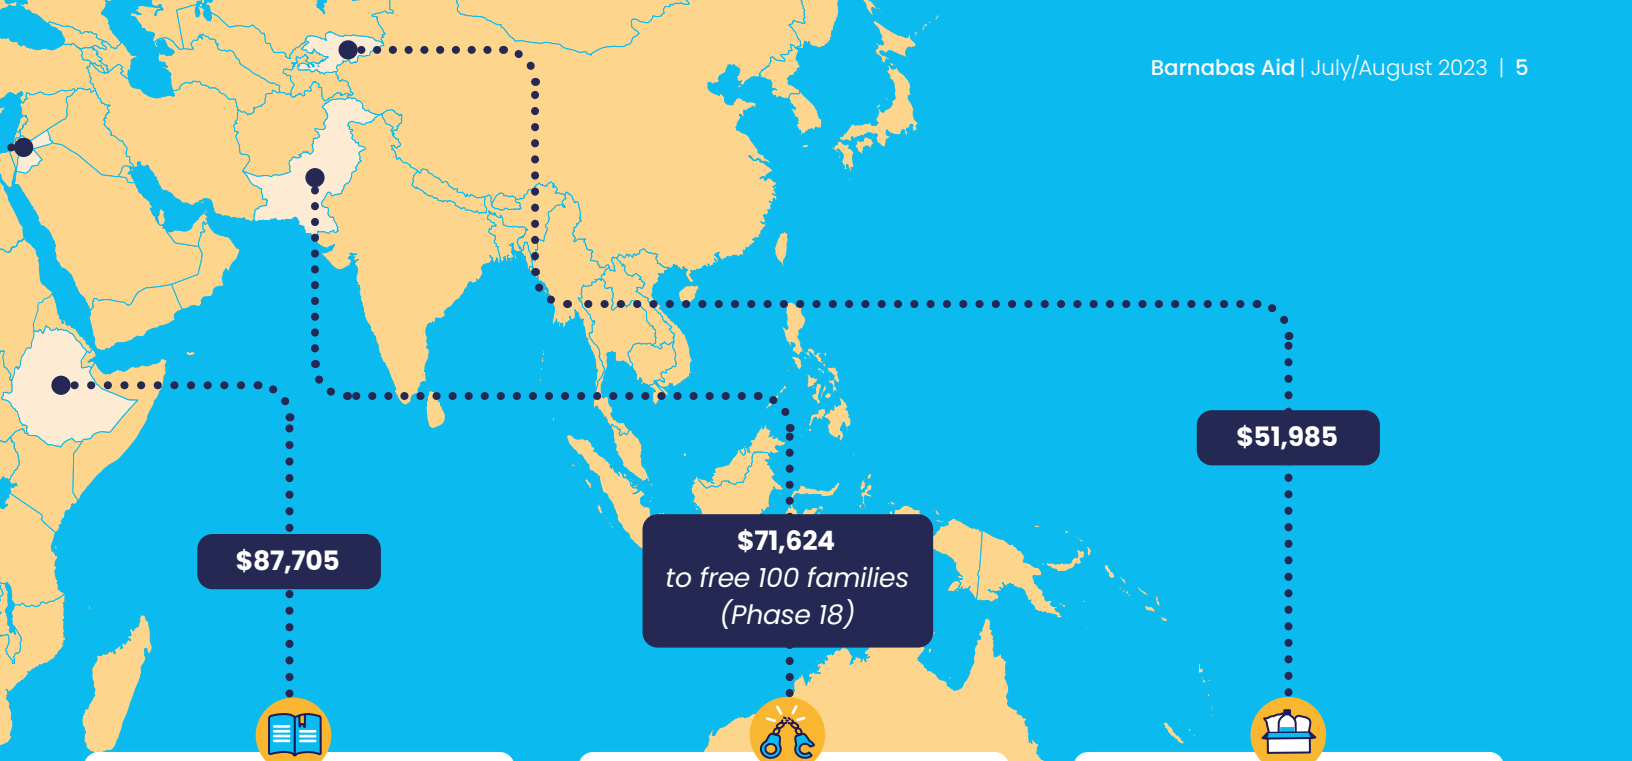 Barnabas Aid | July/August 2023 | 5
$51,985
$71,624
to free 100 families
(Phase 18)
$87,705